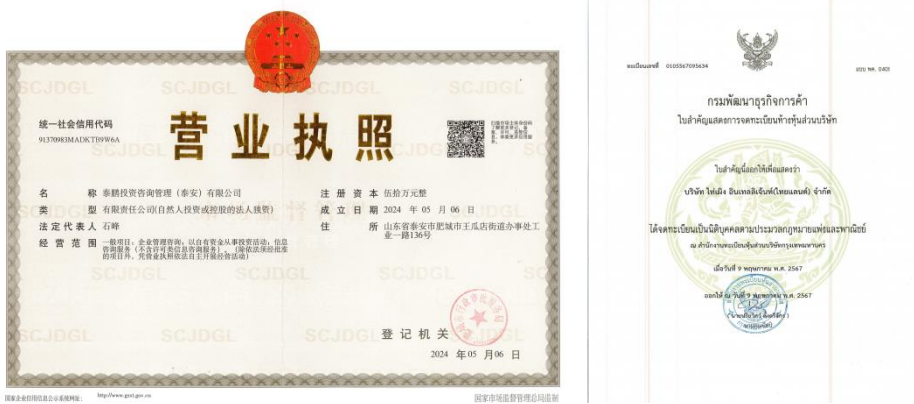 统一社会信用代码
91370983MADKTB9W6A
营业执照
名 称 泰鹏投资咨询管理（泰安）有限公司
类 型 有限责任公司(自然人投资或控股的法人独资)
法定代表人 石峰
经营范围 一般项目：企业管理咨询；以自有资金从事投资活动；信息
咨询服务（不含许可类信息咨询服务）。（除依法须经批准
的项目外，凭营业执照依法自主开展经营活动）
注册资本 伍拾万元整
成立日期 2024 年 05 月 06 日
住 所 山东省泰安市肥城市王瓜店街道办事处工
业一路136号
登记机关
2024 年05 月06 日
国家企业信用信息公示系统网址：
http://www.gsxt.gov.cn
国家市场监督管理总局监制
SCJDGL
ทะเบียนเลขที่ 0105567095634
แบบ พค. 0401
กรมพัฒนาธุรกิจการค้า
ใบสำคัญแสดงการจดทะเบียนห้างหุ้นส่วนบริษัท
ใบสำคัญนี้ออกให้เพื่อแสดงว่า
บริษัท ไท่เผิง อินเทลลิเจ้นท์(ไทยแลนด์) จำกัด
ได้จดทะเบียนเป็นนิติบุคคลตามประมวลกฎหมายแพ่งและพาณิชย์
ณ สำนักงานทะเบียนหุ้นส่วนบริษัทกรุงเทพมหานคร
เมื่อวันที่ 9 พฤษภาคม พ.ศ. 2567
ออกให้ ณ วันที่ 9 พฤษภาคม พ.ศ. 2567